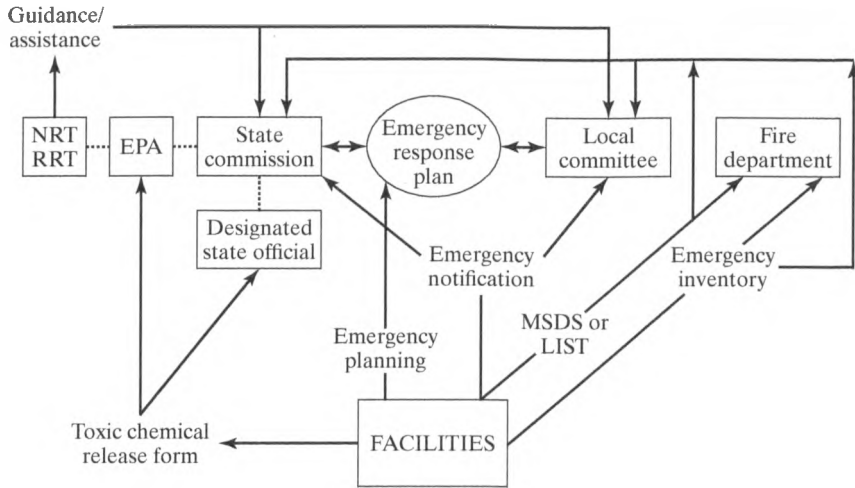 Guidance/
assistance
NRT
RRT
EPA
State
commission
Emergency
response
plan
Local
committee
Fire
department
Designated
state official
Emergency
notification
Emergency
inventory
MSDS or
LIST
Emergency
planning
Toxic chemical
release form
FACILITIES